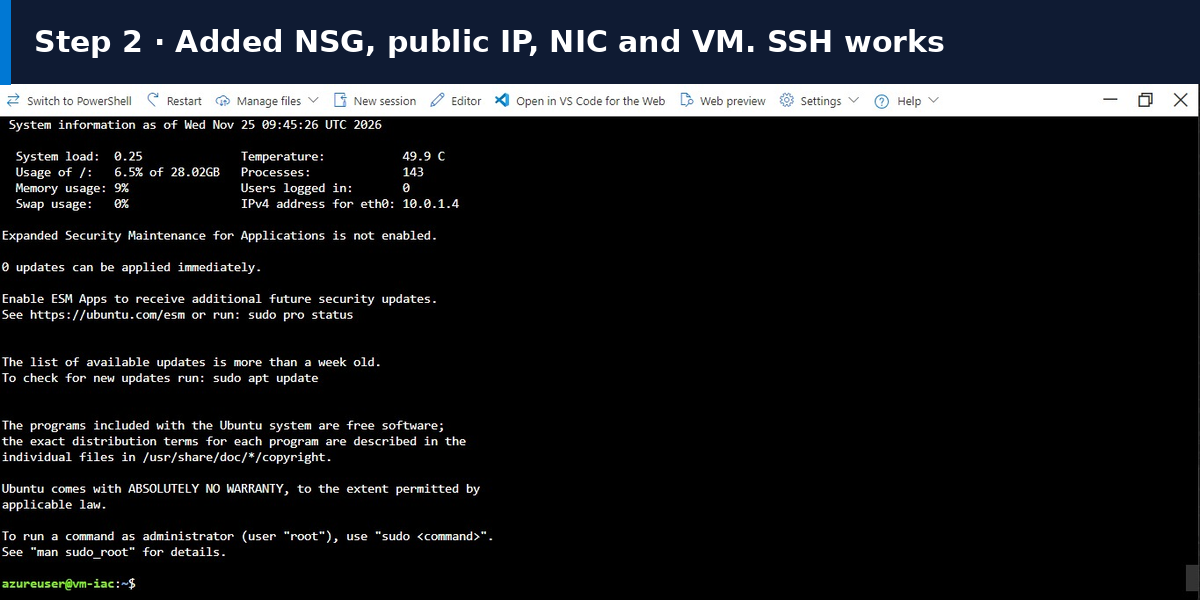 Step 2 · Added NSG, public IP, NIC and VM. SSH works
Switch to PowerShell Restart Manage files New session Editor Open in VS Code for the Web Web preview Settings Help
System information as of Wed Nov 25 09:45:26 UTC 2026
System load: 0.25 Temperature: 49.9 C
Usage of /: 6.5% of 28.02GB Processes: 143
Memory usage: 9% Users logged in: 0
Swap usage: 0% IPv4 address for eth0: 10.0.1.4
Expanded Security Maintenance for Applications is not enabled.
0 updates can be applied immediately.
Enable ESM Apps to receive additional future security updates.
See https://ubuntu.com/esm or run: sudo pro status
The list of available updates is more than a week old.
To check for new updates run: sudo apt update
The programs included with the Ubuntu system are free software;
the exact distribution terms for each program are described in the
individual files in /usr/share/doc/*/copyright.
Ubuntu comes with ABSOLUTELY NO WARRANTY, to the extent permitted by
applicable law.
To run a command as administrator (user "root"), use "sudo <command>".
See "man sudo_root" for details.
azureuser@vm-iac:~$